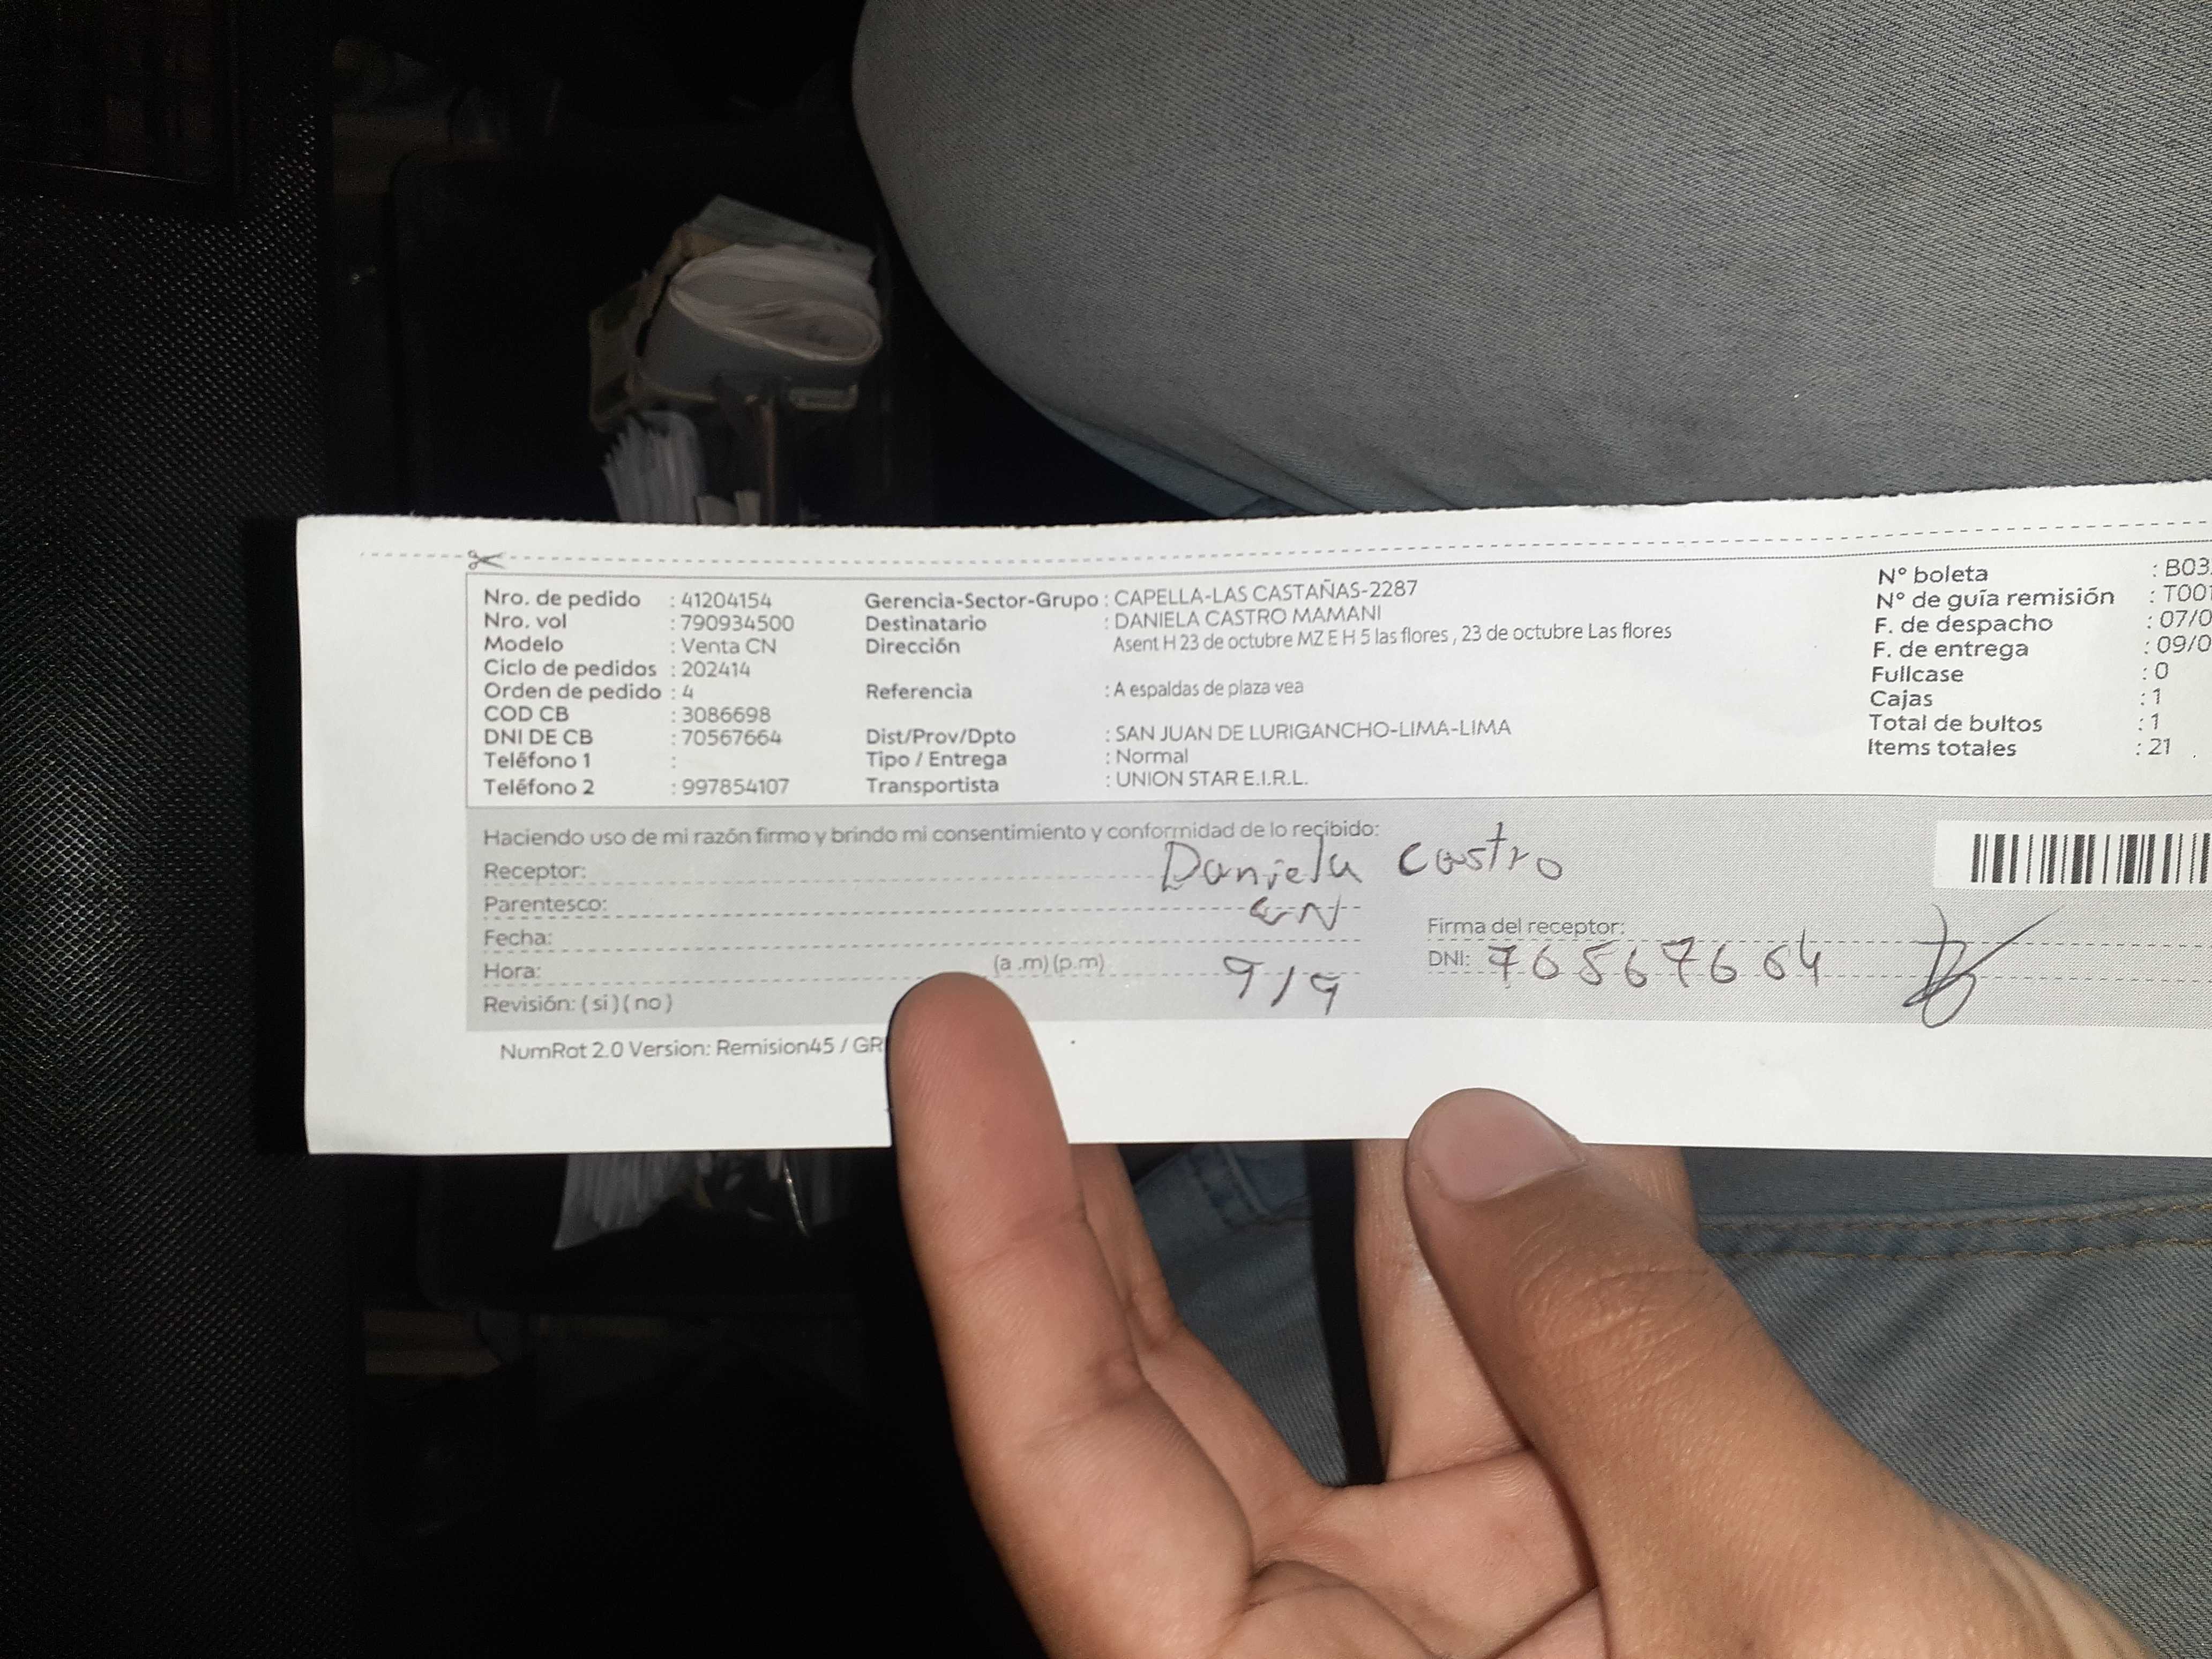 Nro. de pedido : 41204154
Nro. vol : 790934500
Modelo : Venta CN
Ciclo de pedidos : 202414
Orden de pedido : 4
COD CB : 3086698
DNI DE CB : 70567664
Teléfono 1 :
Teléfono 2 : 997854107
Gerencia-Sector-Grupo : CAPELLA-LAS CASTAÑAS-2287
Destinatario : DANIELA CASTRO MAMANI
Dirección Asent H 23 de octubre MZ E H 5 las flores , 23 de octubre Las flores
Referencia : A espaldas de plaza vea
Dist/Prov/Dpto : SAN JUAN DE LURIGANCHO-LIMA-LIMA
Tipo / Entrega : Normal
Transportista : UNION STAR E.I.R.L.
N° boleta : B03
N° de guía remisión : T001
F. de despacho : 07/0
F. de entrega : 09/0
Fullcase : 0
Cajas : 1
Total de bultos : 1
Items totales : 21
Haciendo uso de mi razón firmo y brindo mi consentimiento y conformidad de lo recibido:
Receptor: Daniela Castro
Parentesco:
Fecha:
Hora: (a .m) (p.m) 9/9
Revisión: ( si ) ( no )
Firma del receptor:
DNI: 70567664
NumRot 2.0 Version: Remision45 / GR